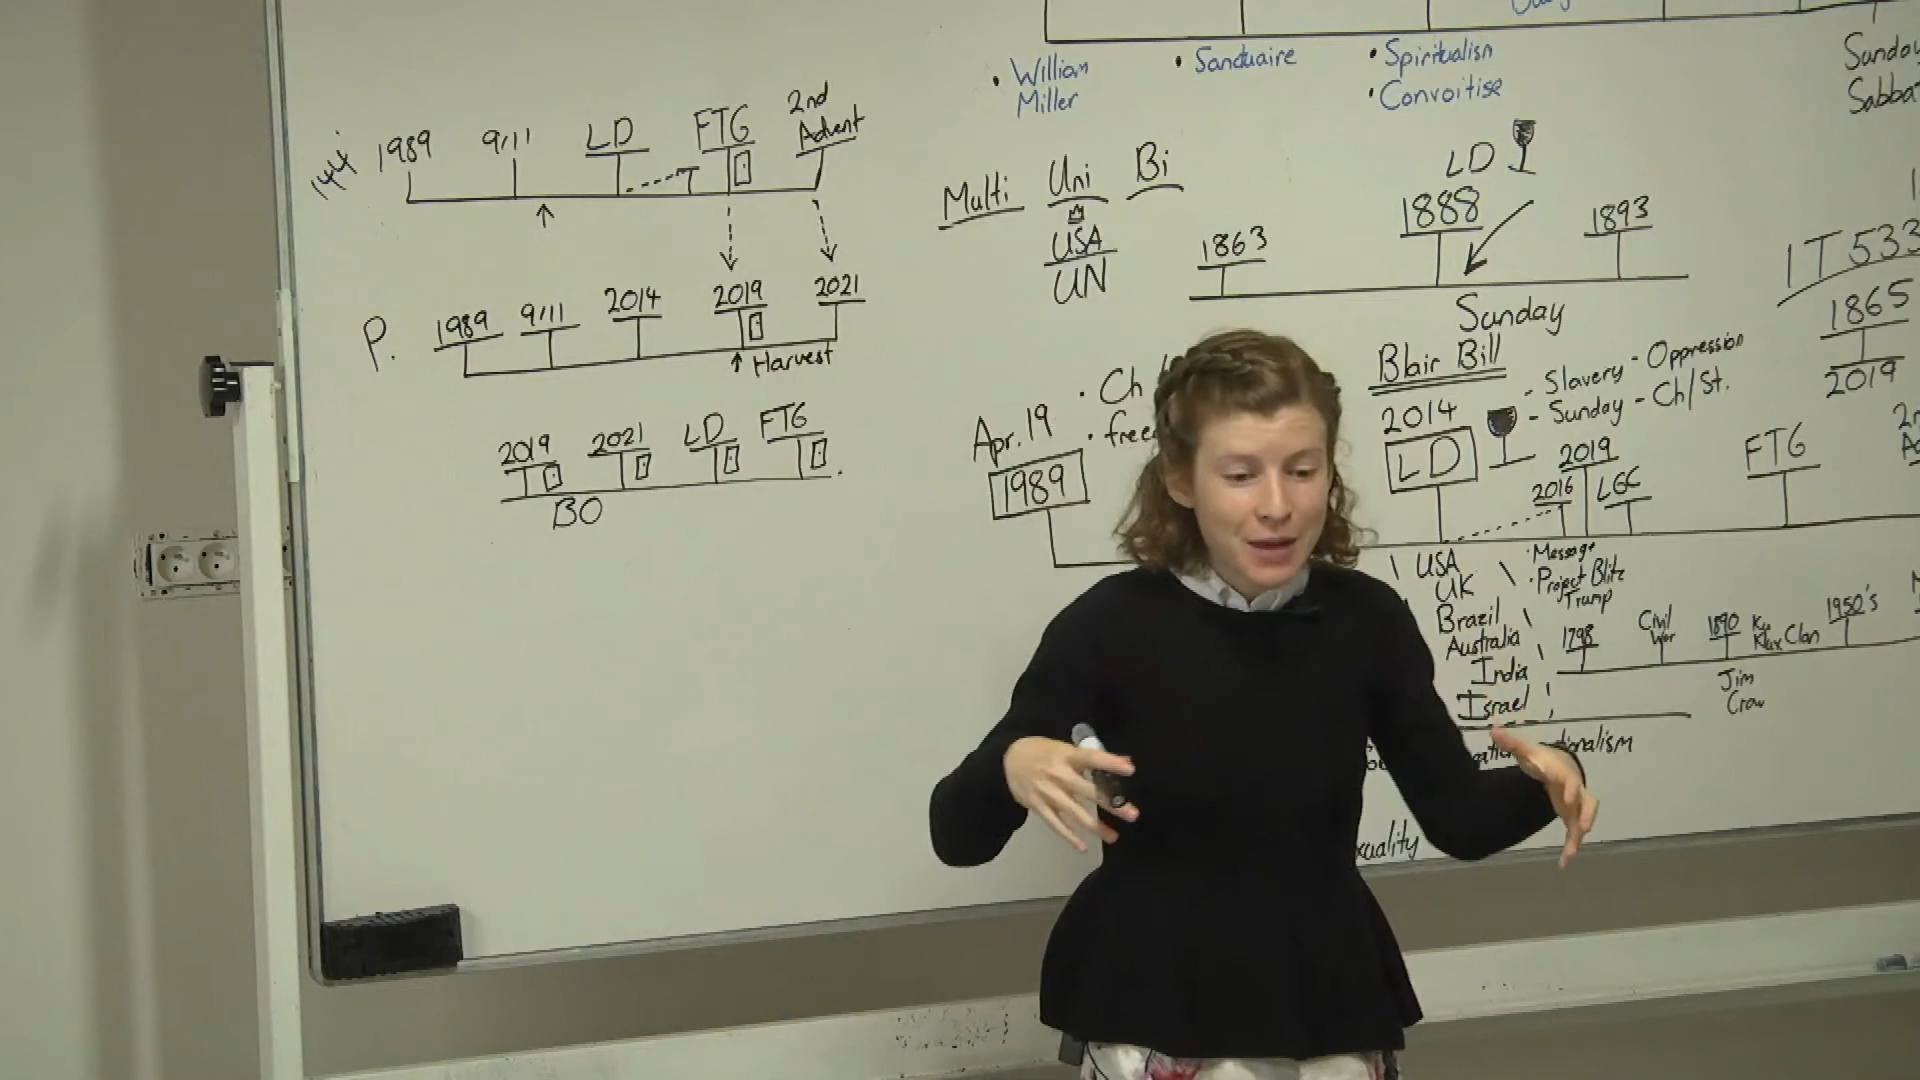 144
1989 9/11 LD FTG 2nd Advent
P. 1989 9/11 2014 2019 2021
Harvest
2019 2021 LD FTG
BO
• William Miller
• Sanctuaire
• Spiritualism
• Convoitise
Sunday
Multi Uni Bi
USA
UN
LD
1863 1888 1893
Sunday
Blair Bill
- Slavery - Oppression
- Sunday - Ch/St.
1T533
1865
2019
• Ch
Apr. 19
1989
2014
LD
2016 2019 LGC FTG
USA
UK
Brazil
Australia
India
Israel
• Message
• Project Blitz
Trump
1798 Civil War 1890 Ku Klux Clan 1950's
Jim Crow